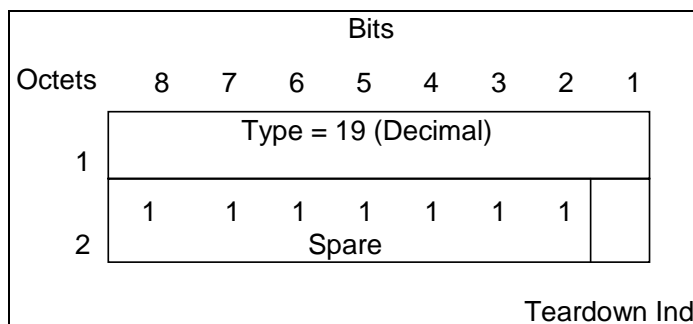 Bits
Octets 8 7 6 5 4 3 2 1
Type = 19 (Decimal)
1
1 1 1 1 1 1 1
2 Spare
Teardown Ind